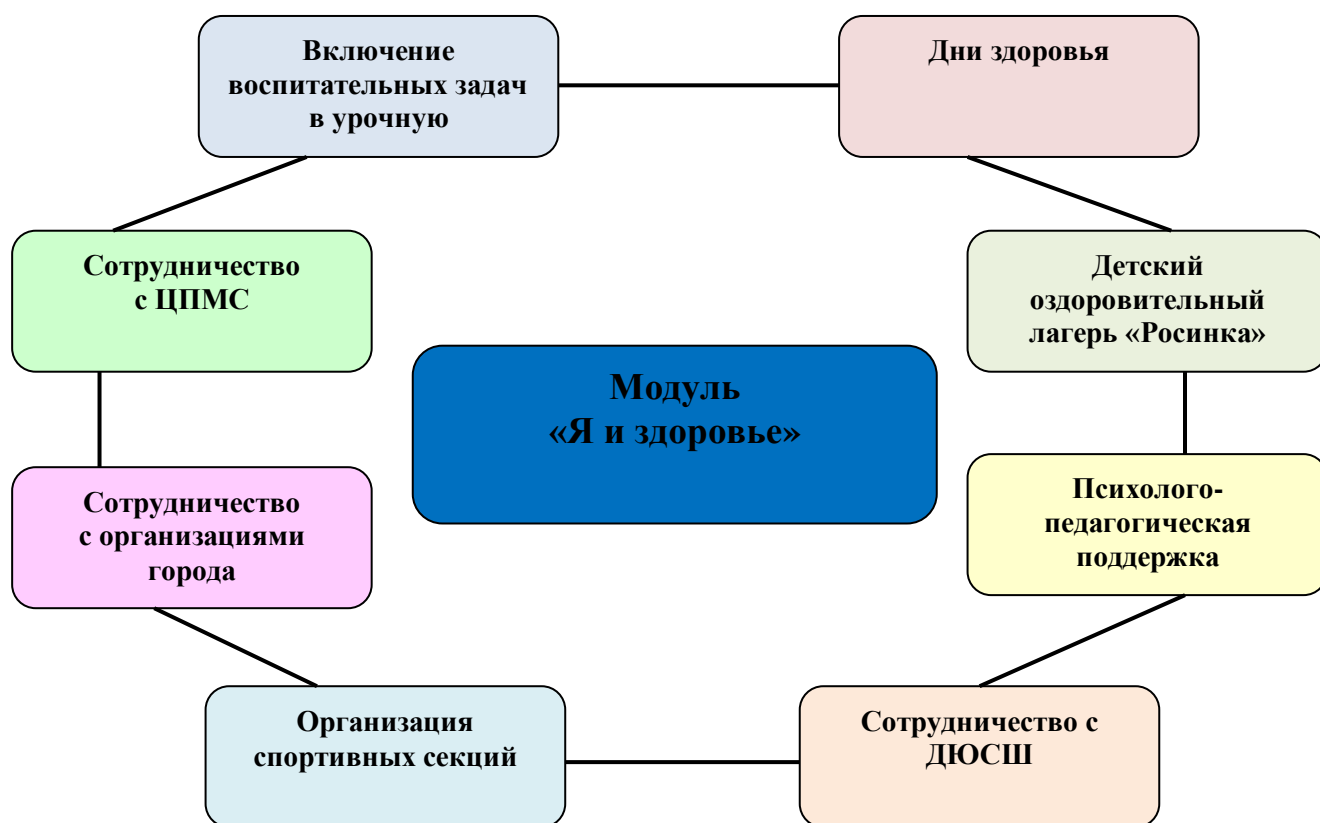 Включение
воспитательных задач
в урочную
Дни здоровья
Сотрудничество
с ЦПМС
Детский
оздоровительный
лагерь «Росинка»
Модуль
«Я и здоровье»
Сотрудничество
с организациями
города
Психолого-
педагогическая
поддержка
Организация
спортивных секций
Сотрудничество с
ДЮСШ